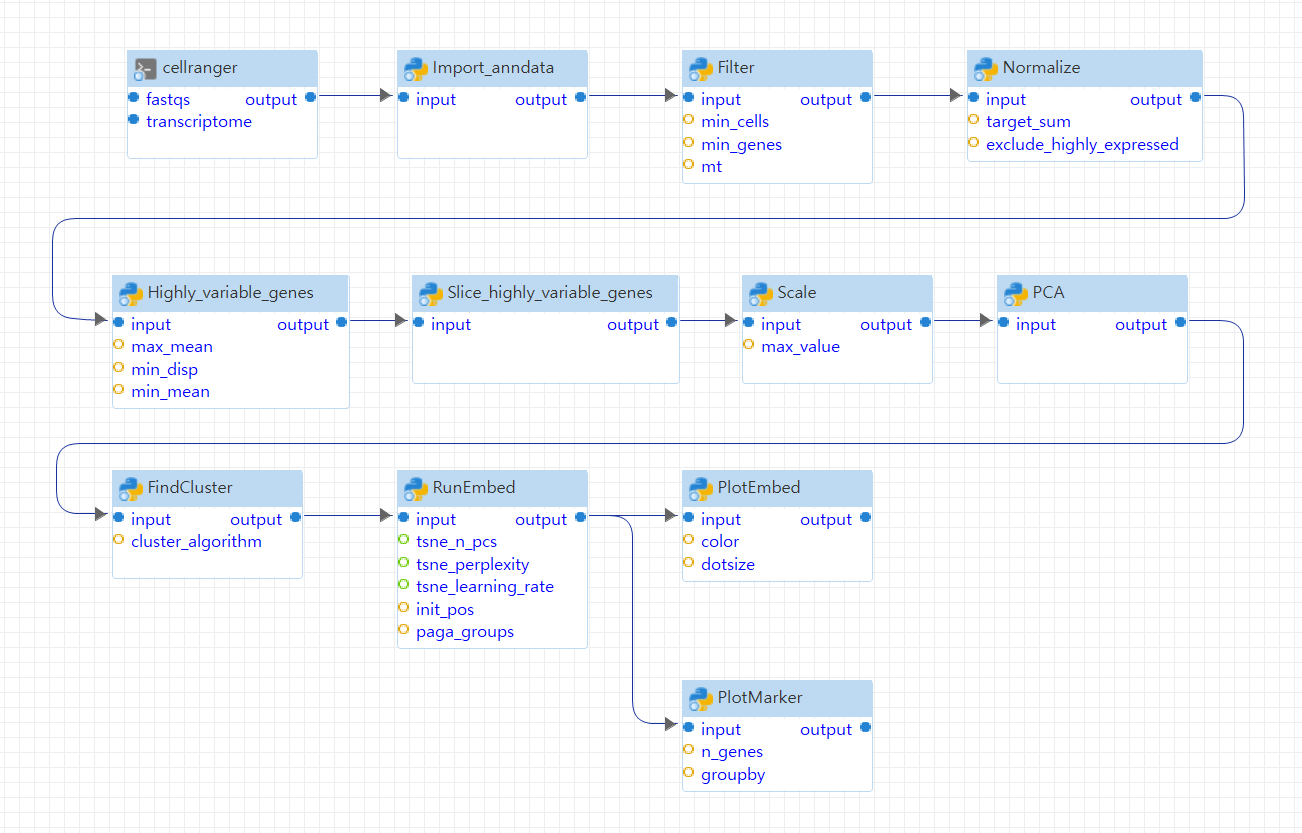 cellranger
fastqs output
transcriptome
Import_anndata
input output
Filter
input output
min_cells
min_genes
mt
Normalize
input output
target_sum
exclude_highly_expressed
Highly_variable_genes
input output
max_mean
min_disp
min_mean
Slice_highly_variable_genes
input output
Scale
input output
max_value
PCA
input output
FindCluster
input output
cluster_algorithm
RunEmbed
input output
tsne_n_pcs
tsne_perplexity
tsne_learning_rate
init_pos
paga_groups
PlotEmbed
input output
color
dotsize
PlotMarker
input output
n_genes
groupby